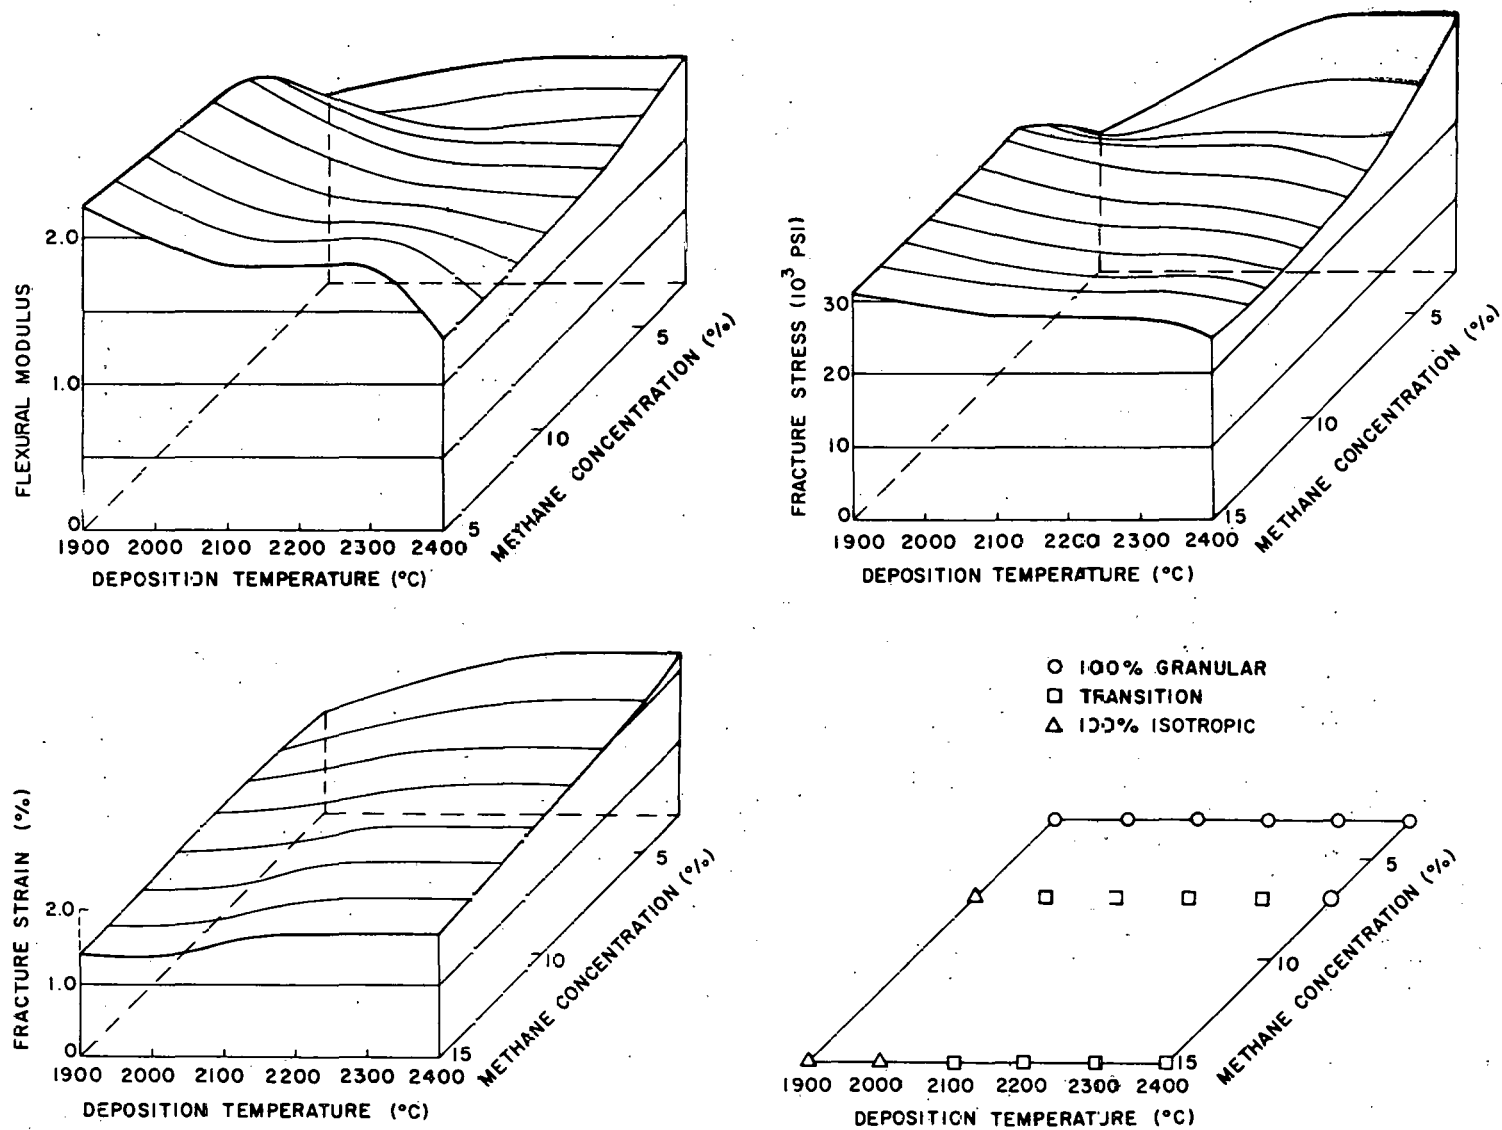 2.0
1.0
0
FLEXURAL MODULUS
1900 2000 2100 2200 2300 2400
DEPOSITION TEMPERATURE (°C)
5
10
5
METHANE CONCENTRATION (%)
30
20
10
0
FRACTURE STRESS (10³ PSI)
1900 2000 2100 2200 2300 2400
DEPOSITION TEMPERATURE (°C)
5
10
15
METHANE CONCENTRATION (%)
2.0
1.0
0
FRACTURE STRAIN (%)
1900 2000 2100 2200 2300 2400
DEPOSITION TEMPERATURE (°C)
5
10
15
METHANE CONCENTRATION (%)
100% GRANULAR
TRANSITION
100% ISOTROPIC
5
10
15
METHANE CONCENTRATION (%)
1900 2000 2100 2200 2300 2400
DEPOSITION TEMPERATURE (°C)